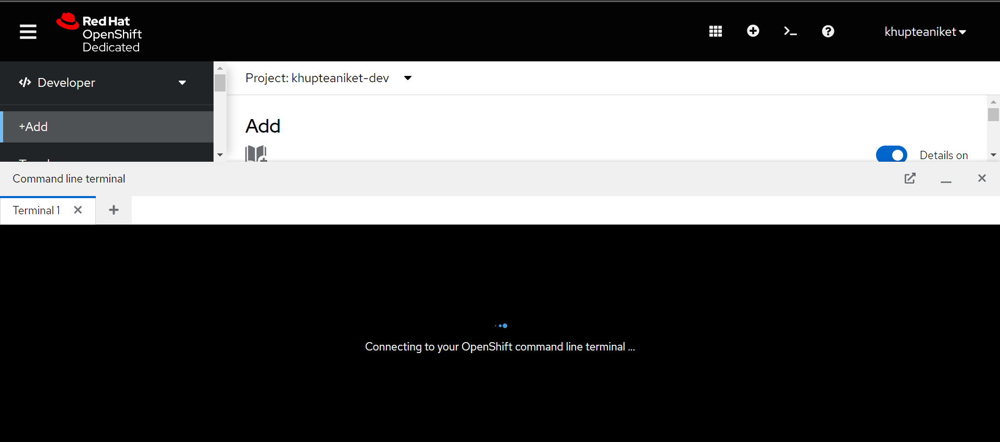 Red Hat
OpenShift
Dedicated
khupteaniket
Developer
Project: khupteaniket-dev
+Add
Add
Details on
Command line terminal
Terminal 1
Connecting to your OpenShift command line terminal ...